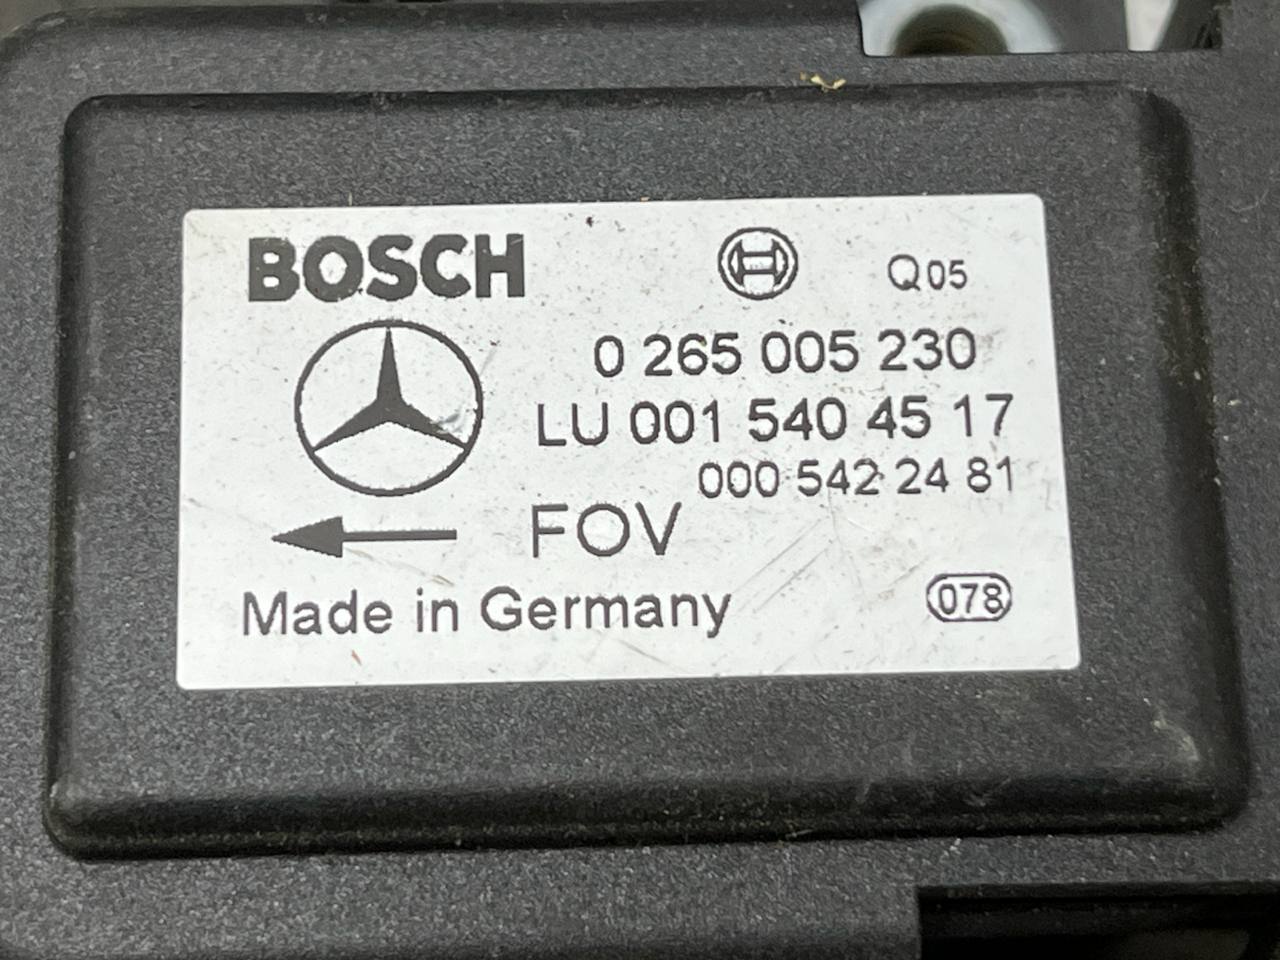 BOSCH Q05
0 265 005 230
LU 001 540 45 17
000 542 24 81
FOV
Made in Germany 078